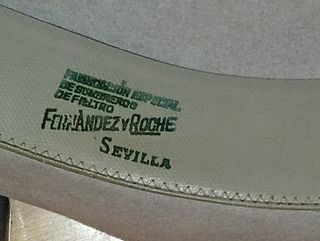 FABRICACIÓN ESPECIAL
DE SOMBREROS
DE FIELTRO
FERNÁNDEZ Y ROCHE
SEVILLA